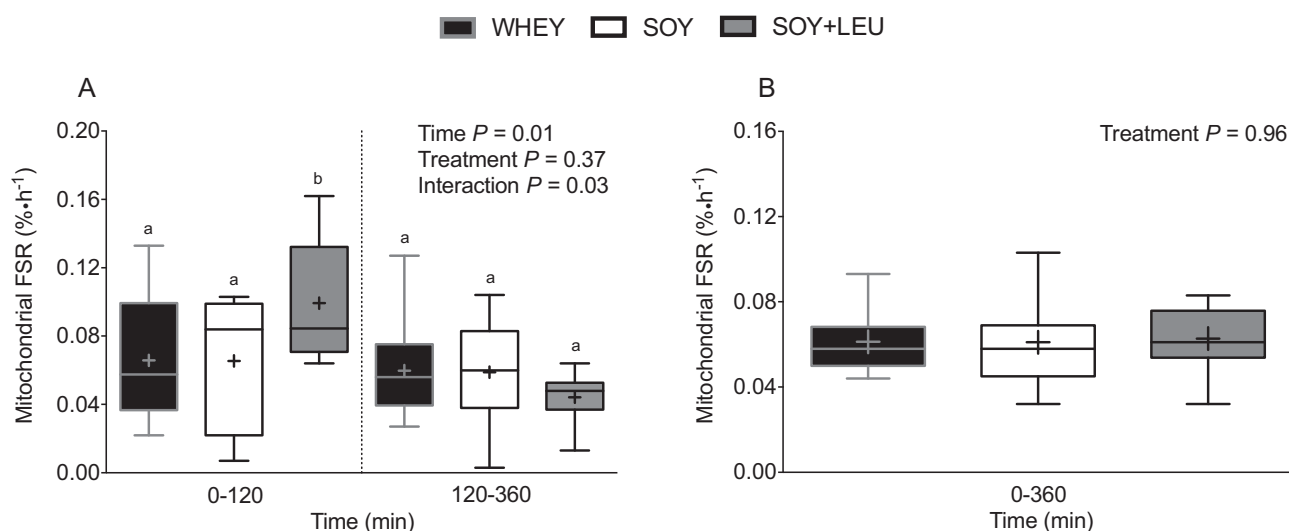 WHEY SOY SOY+LEU
A
Mitochondrial FSR (%•h-1)
0.20
0.16
0.12
0.08
0.04
0.00
Time P = 0.01
Treatment P = 0.37
Interaction P = 0.03
a
a
b
a
a
a
0-120
120-360
Time (min)
B
Mitochondrial FSR (%•h-1)
0.16
0.12
0.08
0.04
0.00
Treatment P = 0.96
0-360
Time (min)